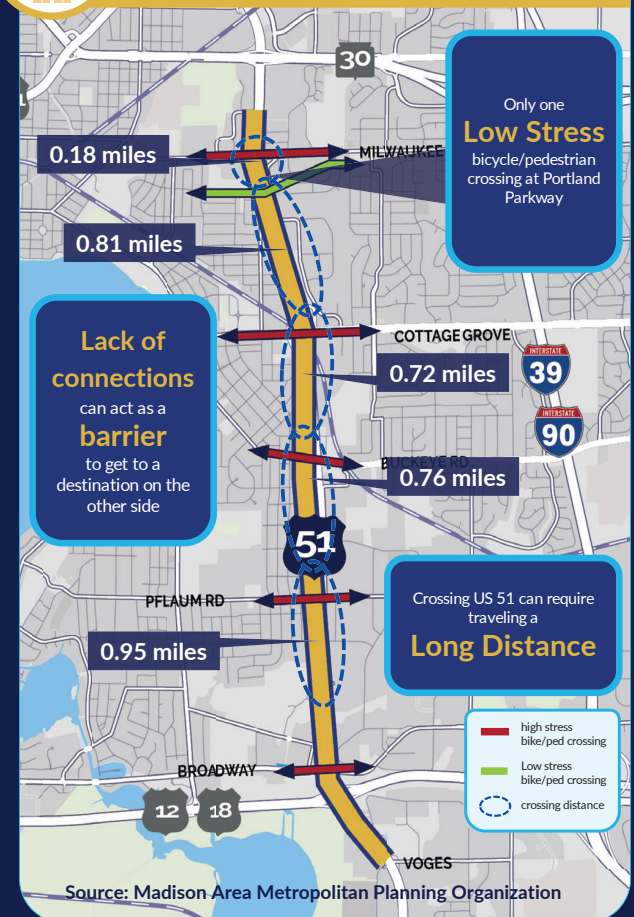 30
Only one
Low Stress
bicycle/pedestrian
crossing at Portland
Parkway
0.18 miles
MILWAUKEE
0.81 miles
Lack of
connections
can act as a
barrier
to get to a
destination on the
other side
COTTAGE GROVE
INTERSTATE
39
0.72 miles
INTERSTATE
90
BUCKEYE RD
0.76 miles
51
PFLAUM RD
Crossing US 51 can require
traveling a
Long Distance
0.95 miles
high stress
bike/ped crossing
Low stress
bike/ped crossing
crossing distance
BROADWAY
12
18
VOGES
Source: Madison Area Metropolitan Planning Organization